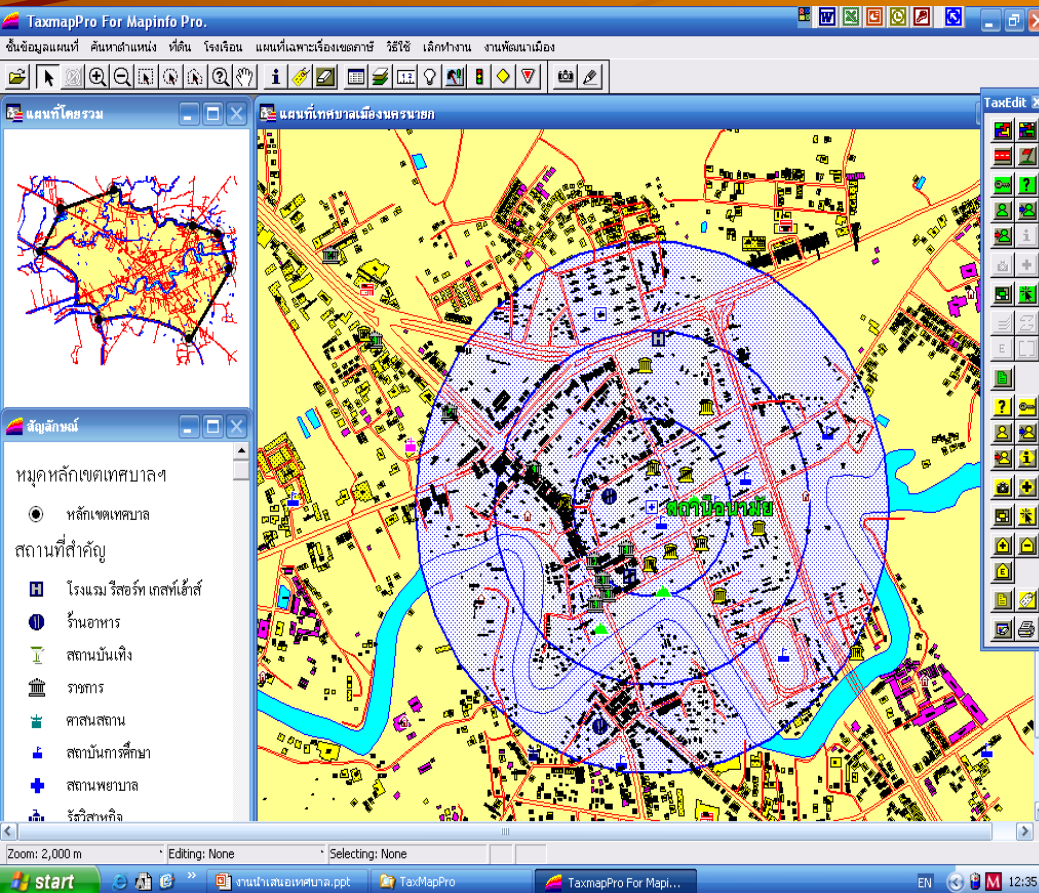 TaxmapPro For Mapinfo Pro.
ชั้นข้อมูลแผนที่ ค้นหาตำแหน่ง ที่ดิน โรงเรือน แผนที่เฉพาะเรื่องเขตภาษี วิธีใช้ เลิกทำงาน งานพัฒนาเมือง
แผนที่โดยรวม
แผนที่เทศบาลเมืองนครนายก
TaxEdit
สถานีอนามัย
สัญลักษณ์
หมุดหลักเขตเทศบาลฯ
หลักเขตเทศบาล
สถานที่สำคัญ
H โรงแรม รีสอร์ท เกสท์เฮ้าส์
ร้านอาหาร
สถานบันเทิง
ราชการ
ศาสนสถาน
สถาบันการศึกษา
สถานพยาบาล
รัฐวิสาหกิจ
Zoom: 2,000 m Editing: None Selecting: None
start งานนำเสนอเทศบาล.ppt TaxMapPro TaxmapPro For Mapi... EN 12:35